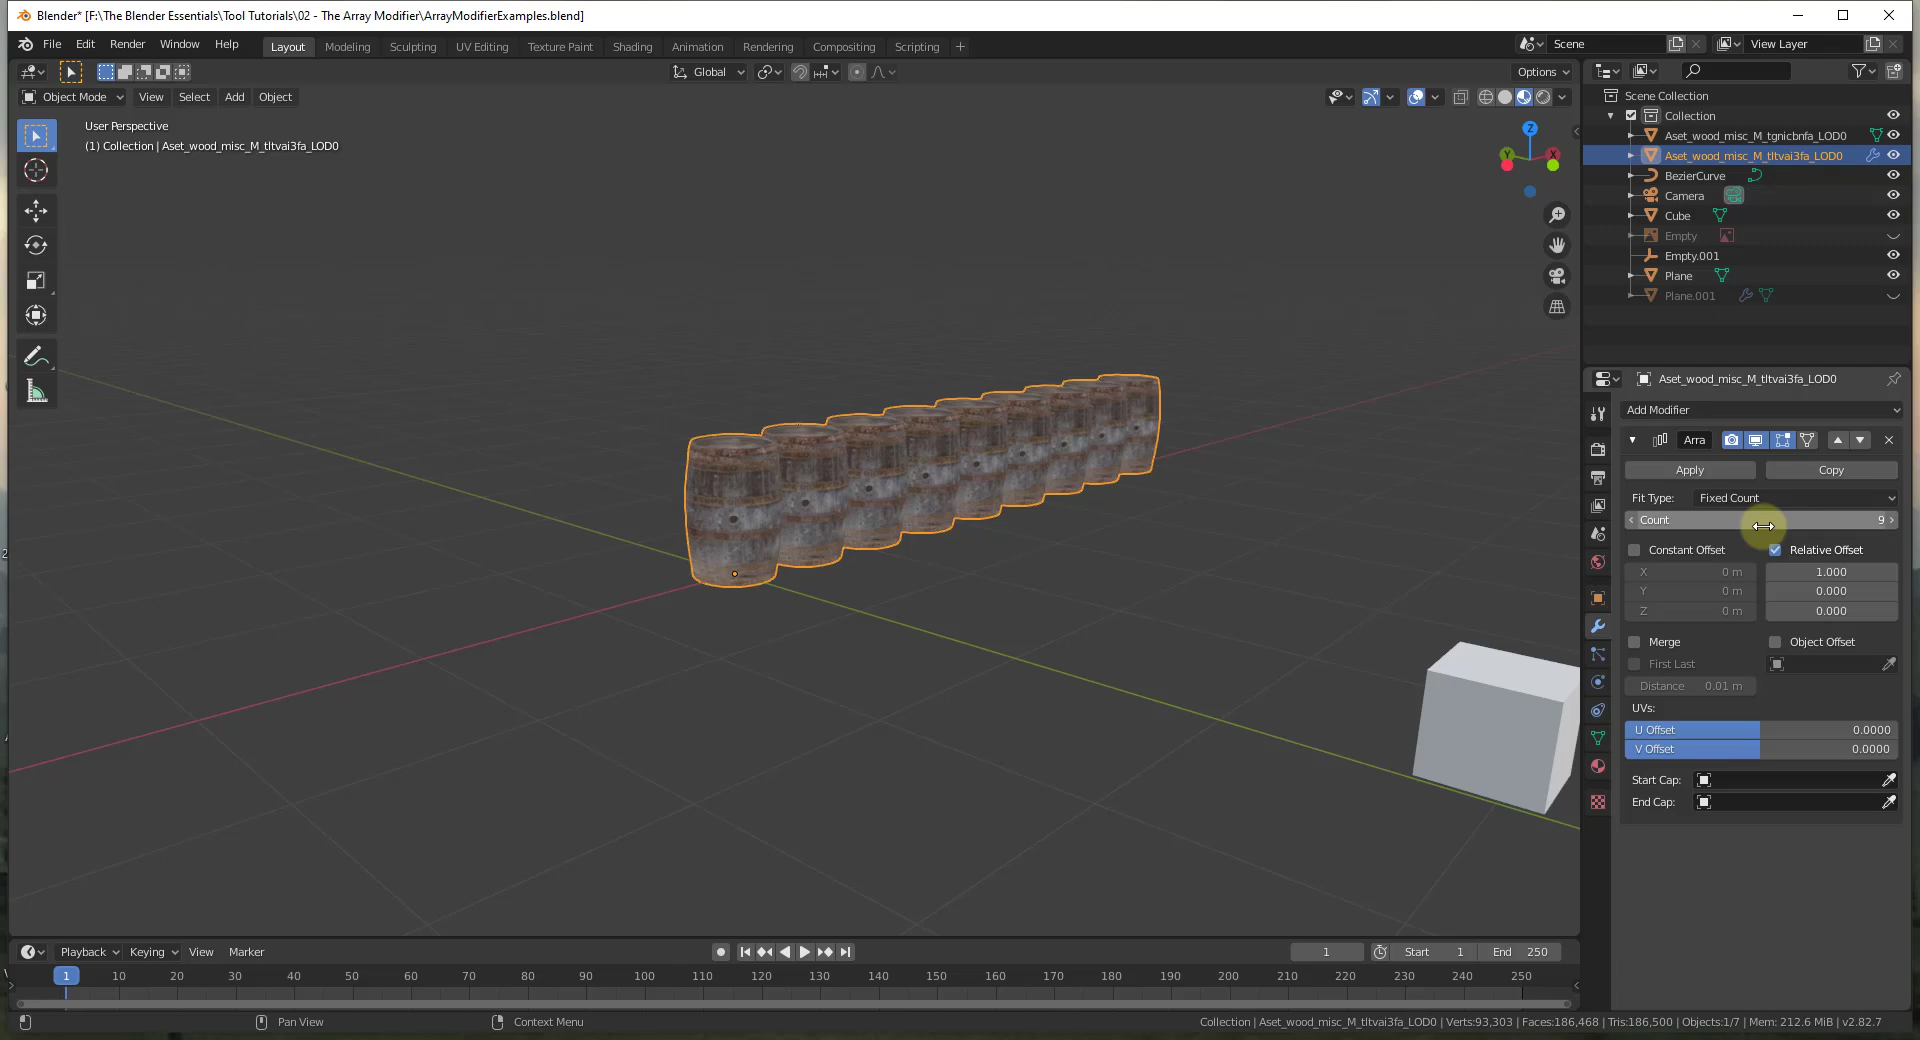 Blender* [F:\The Blender Essentials\Tool Tutorials\02 - The Array Modifier\ArrayModifierExamples.blend]
File Edit Render Window Help Layout Modeling Sculpting UV Editing Texture Paint Shading Animation Rendering Compositing Scripting + Scene View Layer
Global Options
Object Mode View Select Add Object
User Perspective
(1) Collection | Aset_wood_misc_M_tltvai3fa_LOD0
Z
Y X
Scene Collection
Collection
Aset_wood_misc_M_tgnicbnfa_LOD0
Aset_wood_misc_M_tltvai3fa_LOD0
BezierCurve
Camera
Cube
Empty
Empty.001
Plane
Plane.001
Aset_wood_misc_M_tltvai3fa_LOD0
Add Modifier
Arra
Apply Copy
Fit Type: Fixed Count
Count 9
Constant Offset Relative Offset
X 0 m 1.000
Y 0 m 0.000
Z 0 m 0.000
Merge Object Offset
First Last
Distance 0.01 m
UVs:
U Offset 0.0000
V Offset 0.0000
Start Cap:
End Cap:
Playback Keying View Marker 1 Start 1 End 250
1 10 20 30 40 50 60 70 80 90 100 110 120 130 140 150 160 170 180 190 200 210 220 230 240 250
Pan View Context Menu Collection | Aset_wood_misc_M_tltvai3fa_LOD0 | Verts:93,303 | Faces:186,468 | Tris:186,500 | Objects:1/7 | Mem: 212.6 MiB | v2.82.7